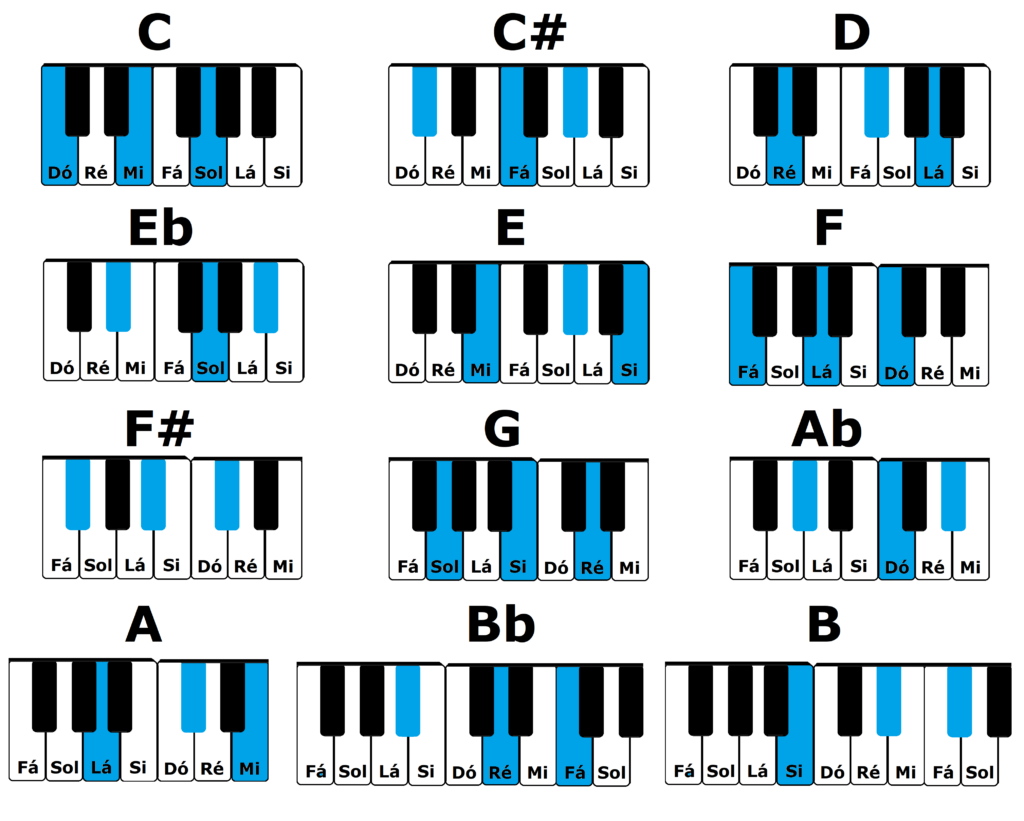 C C# D
Dó Ré Mi Fá Sol Lá Si Dó Ré Mi Fá Sol Lá Si Dó Ré Mi Fá Sol Lá Si
Eb E F
Dó Ré Mi Fá Sol Lá Si Dó Ré Mi Fá Sol Lá Si Fá Sol Lá Si Dó Ré Mi
F# G Ab
Fá Sol Lá Si Dó Ré Mi Fá Sol Lá Si Dó Ré Mi Fá Sol Lá Si Dó Ré Mi
A Bb B
Fá Sol Lá Si Dó Ré Mi Fá Sol Lá Si Dó Ré Mi Fá Sol Fá Sol Lá Si Dó Ré Mi Fá Sol